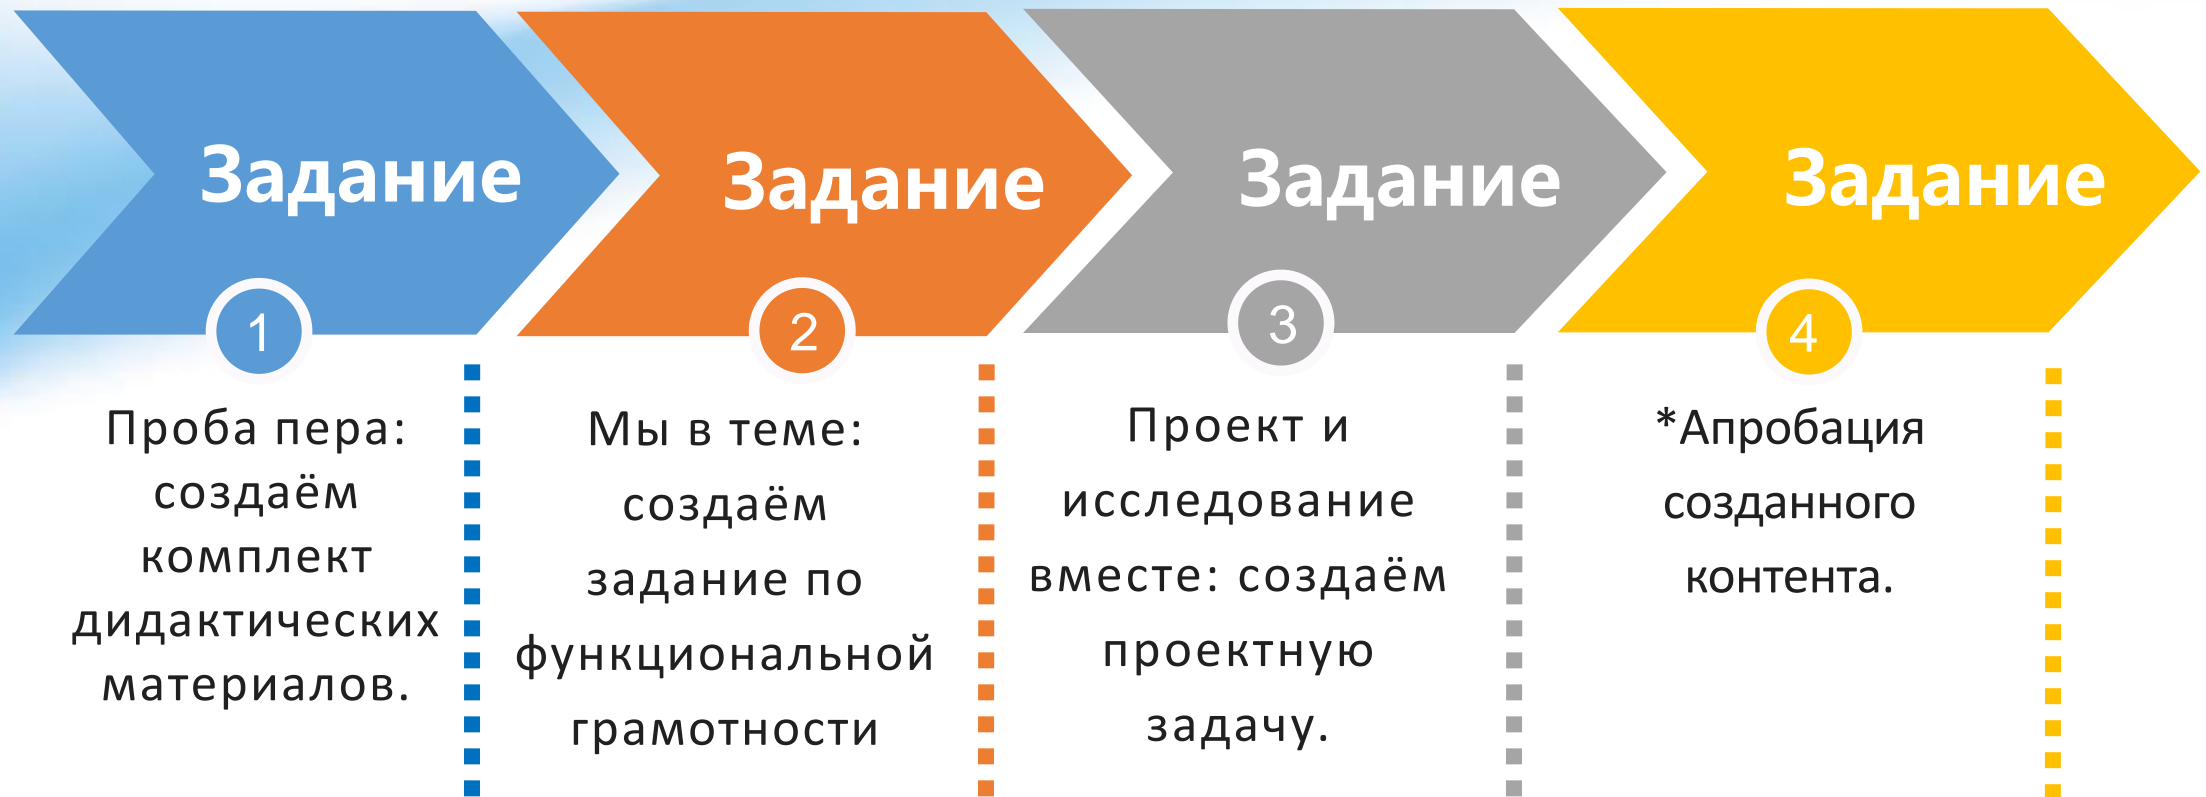 Задание
1
Проба пера:
создаём
комплект
дидактических
материалов.
Задание
2
Мы в теме:
создаём
задание по
функциональной
грамотности
Задание
3
Проект и
исследование
вместе: создаём
проектную
задачу.
Задание
4
*Апробация
созданного
контента.